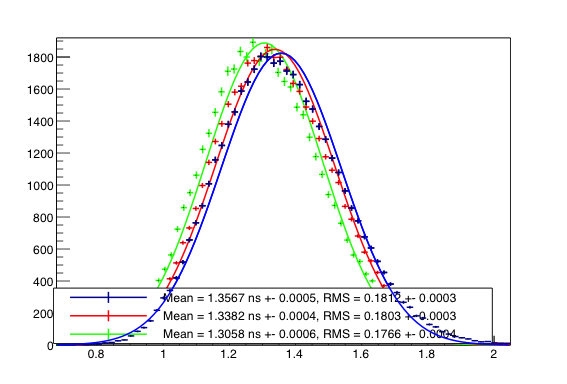 1800
1600
1400
1200
1000
800
600
400
200
0
Mean = 1.3567 ns +- 0.0005, RMS = 0.1812 +- 0.0003
Mean = 1.3382 ns +- 0.0004, RMS = 0.1803 +- 0.0003
Mean = 1.3058 ns +- 0.0006, RMS = 0.1766 +- 0.0004
0.8 1 1.2 1.4 1.6 1.8 2